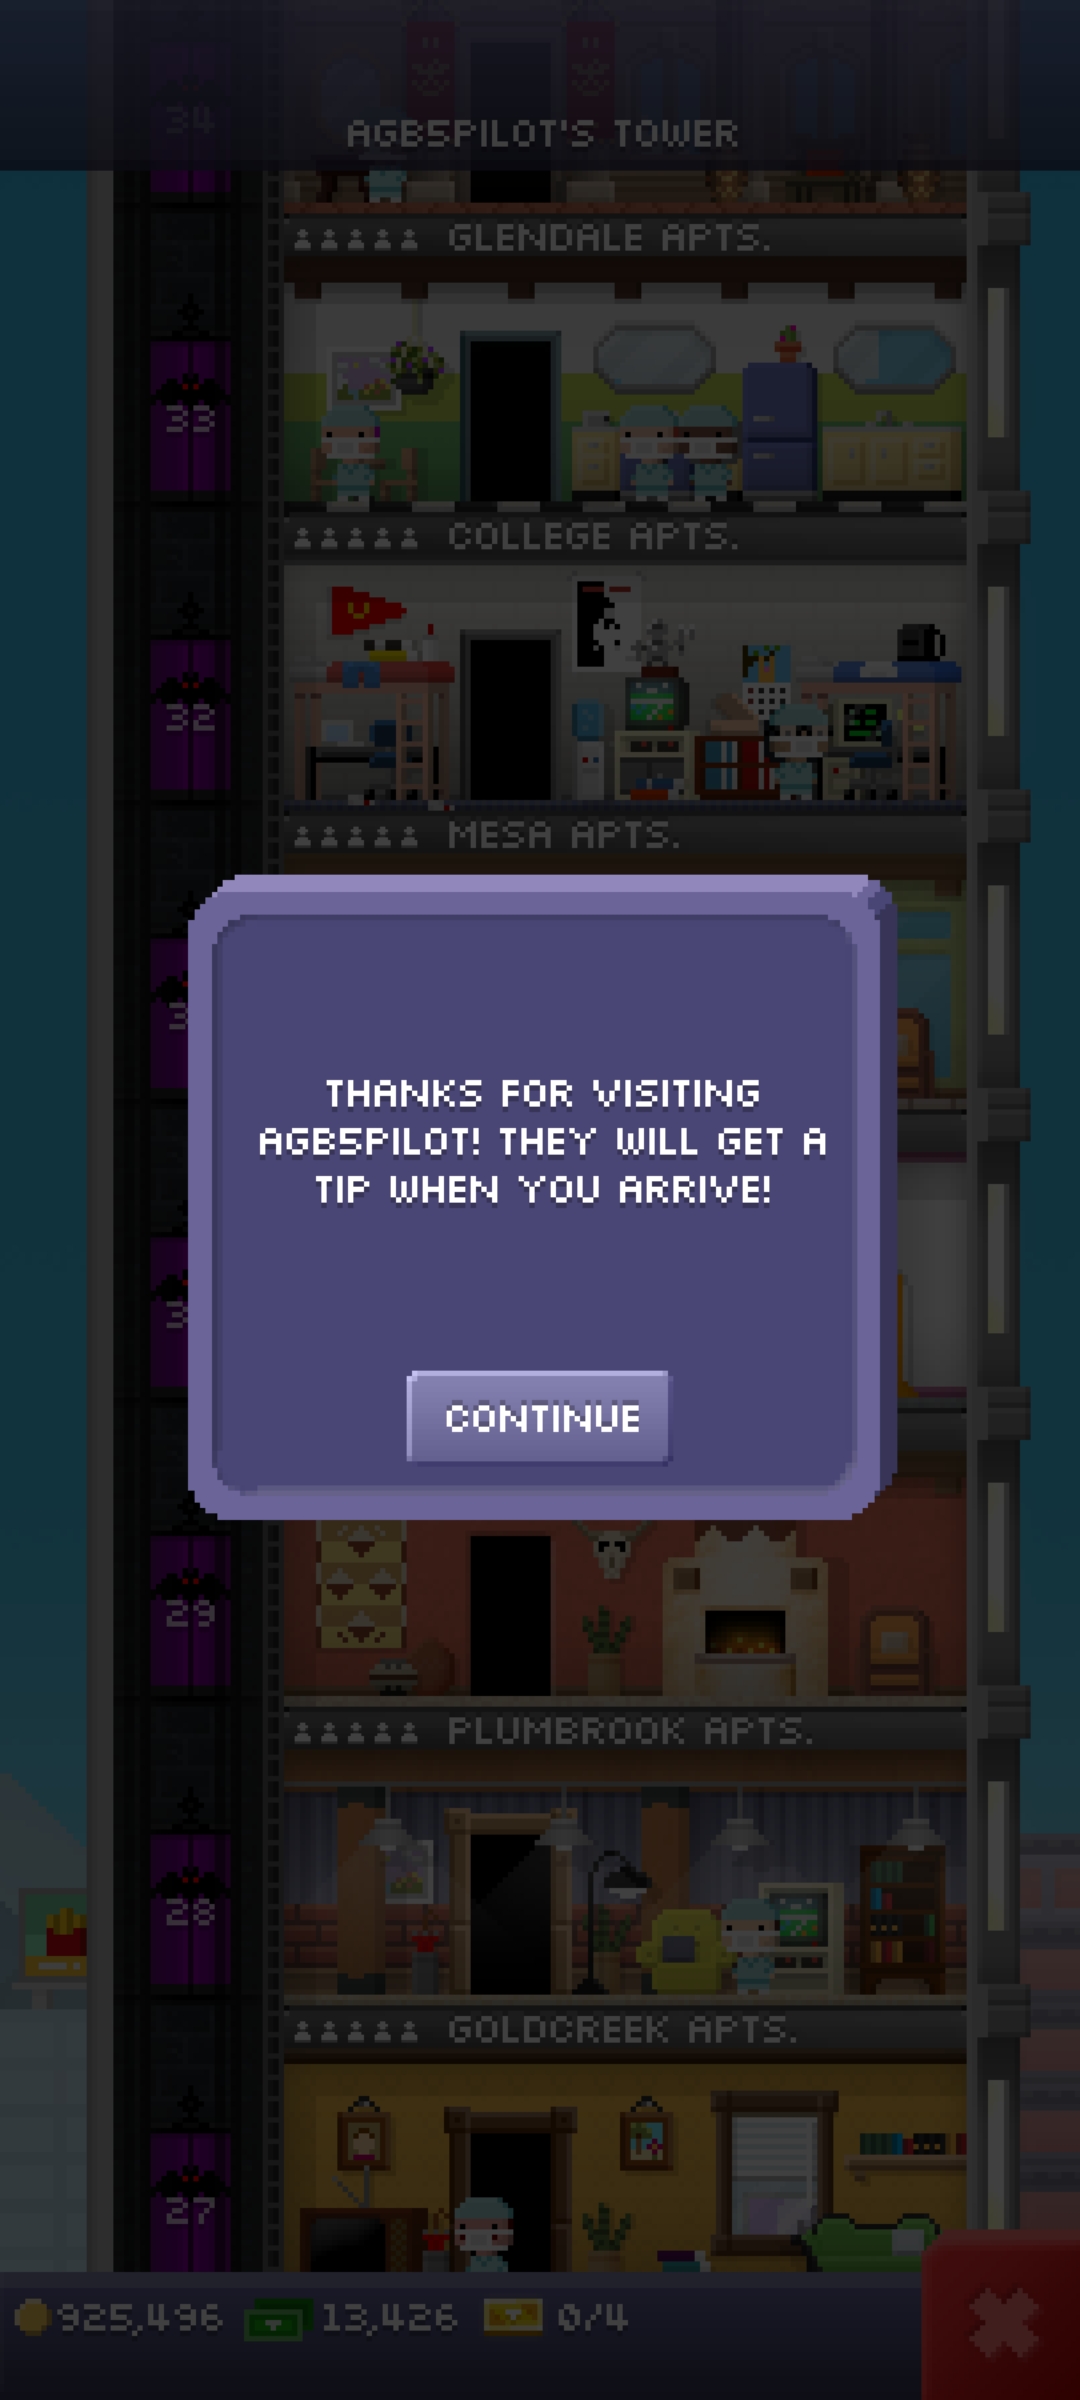 34
AGB5PILOT'S TOWER
GLENDALE APTS.
33
COLLEGE APTS.
32
MESA APTS.
3
THANKS FOR VISITING
AGB5PILOT! THEY WILL GET A
TIP WHEN YOU ARRIVE!
3
CONTINUE
29
PLUMBROOK APTS.
28
GOLDCREEK APTS.
27
925,496 13,426 0/4